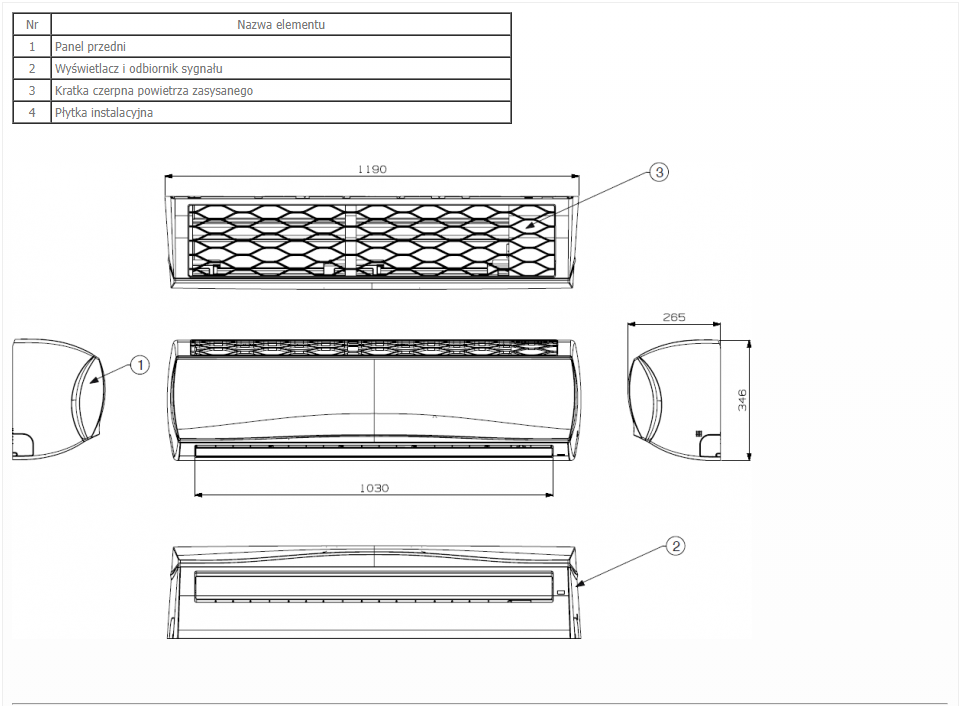 Nr Nazwa elementu
1 Panel przedni
2 Wyświetlacz i odbiornik sygnału
3 Kratka czerpna powietrza zasysanego
4 Płytka instalacyjna
1190
3
265
1
346
1030
2